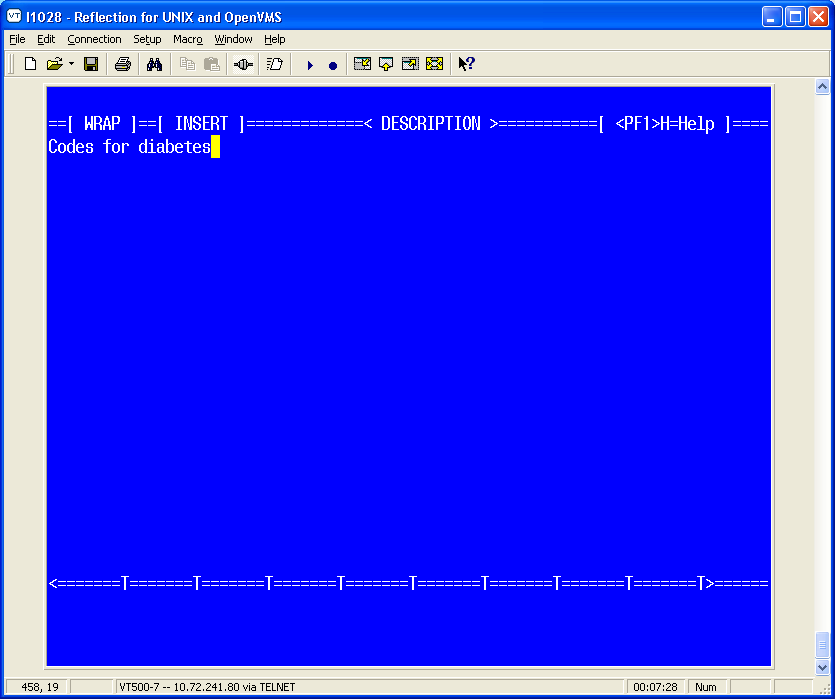 VT I1028 - Reflection for UNIX and OpenVMS
File Edit Connection Setup Macro Window Help
==[ WRAP ]==[ INSERT ]=============< DESCRIPTION >===========[ <PF1>H=Help ]====
Codes for diabetes
<=======T=======T=======T=======T=======T=======T=======T=======T=======T>======
458, 19 VT500-7 -- 10.72.241.80 via TELNET 00:07:28 Num